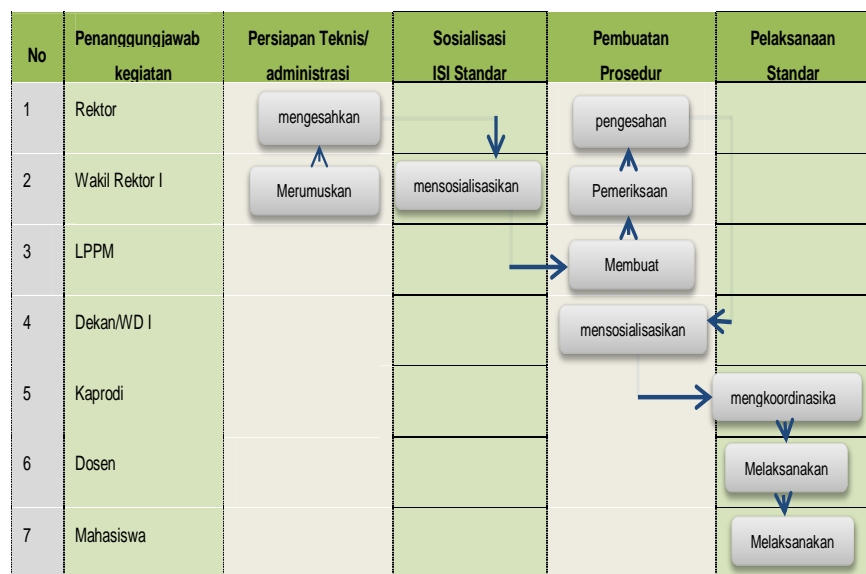 No
Penanggungjawab
kegiatan
Persiapan Teknis/
administrasi
Sosialisasi
ISI Standar
Pembuatan
Prosedur
Pelaksanaan
Standar
1
Rektor
mengesahkan
pengesahan
2
Wakil Rektor I
Merumuskan
mensosialisasikan
Pemeriksaan
3
LPPM
Membuat
4
Dekan/WD I
mensosialisasikan
5
Kaprodi
mengkoordinasika
6
Dosen
Melaksanakan
7
Mahasiswa
Melaksanakan